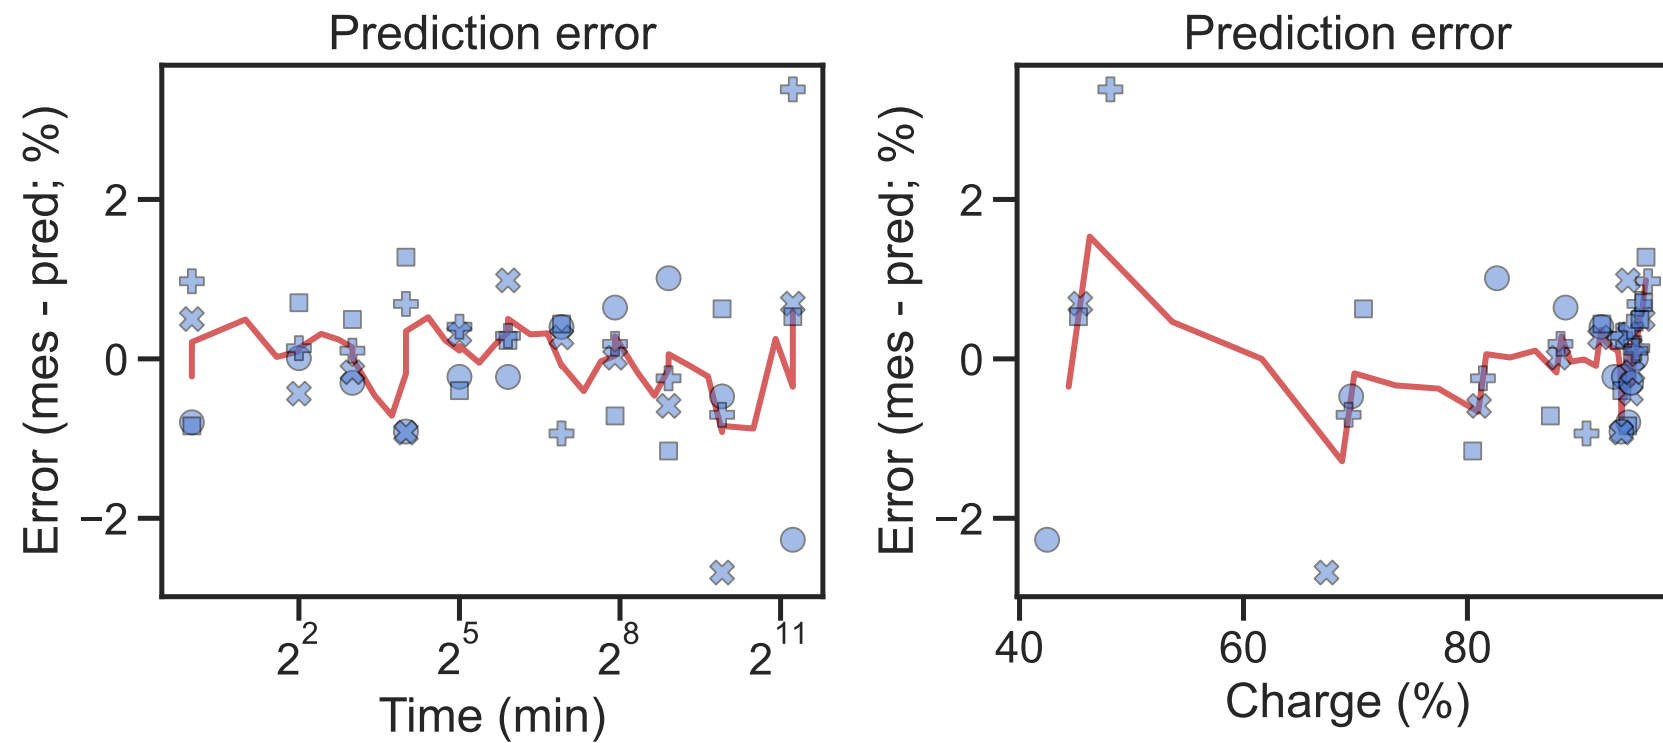 Prediction error
Error (mes - pred; %)
2
0
−2
2^2
2^5
2^8
2^11
Time (min)
Prediction error
Error (mes - pred; %)
2
0
−2
40
60
80
Charge (%)